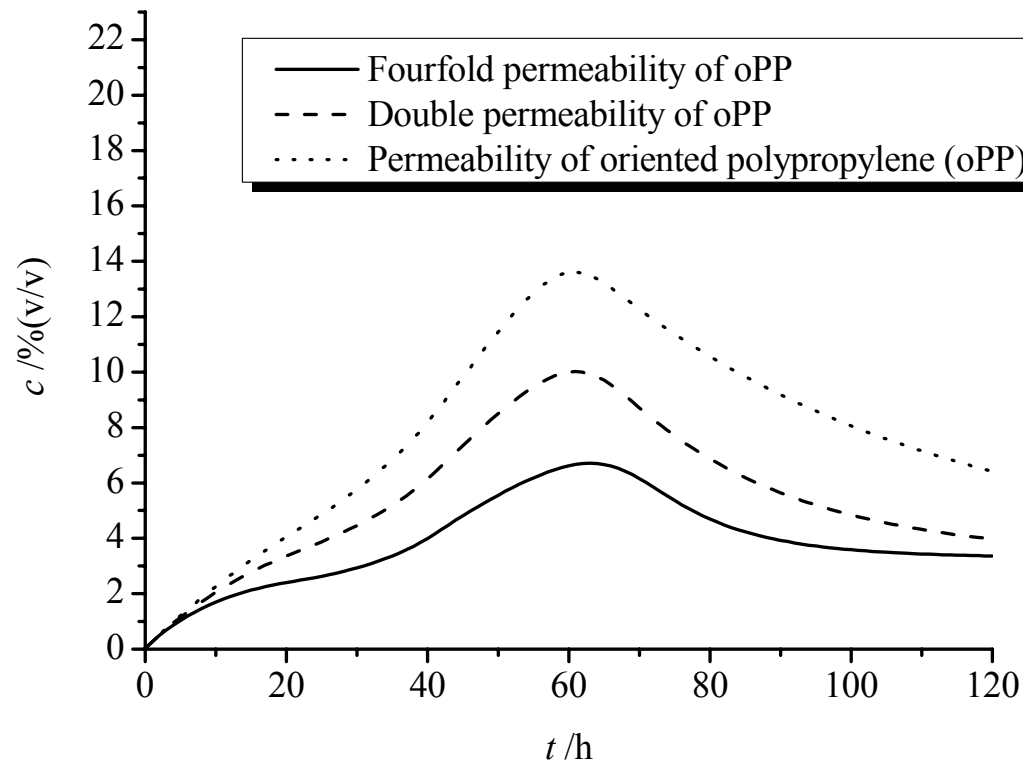 22
20
18
16
14
12
10
8
6
4
2
0
c /%(v/v)
Fourfold permeability of oPP
Double permeability of oPP
Permeability of oriented polypropylene (oPP)
0 20 40 60 80 100 120
t /h